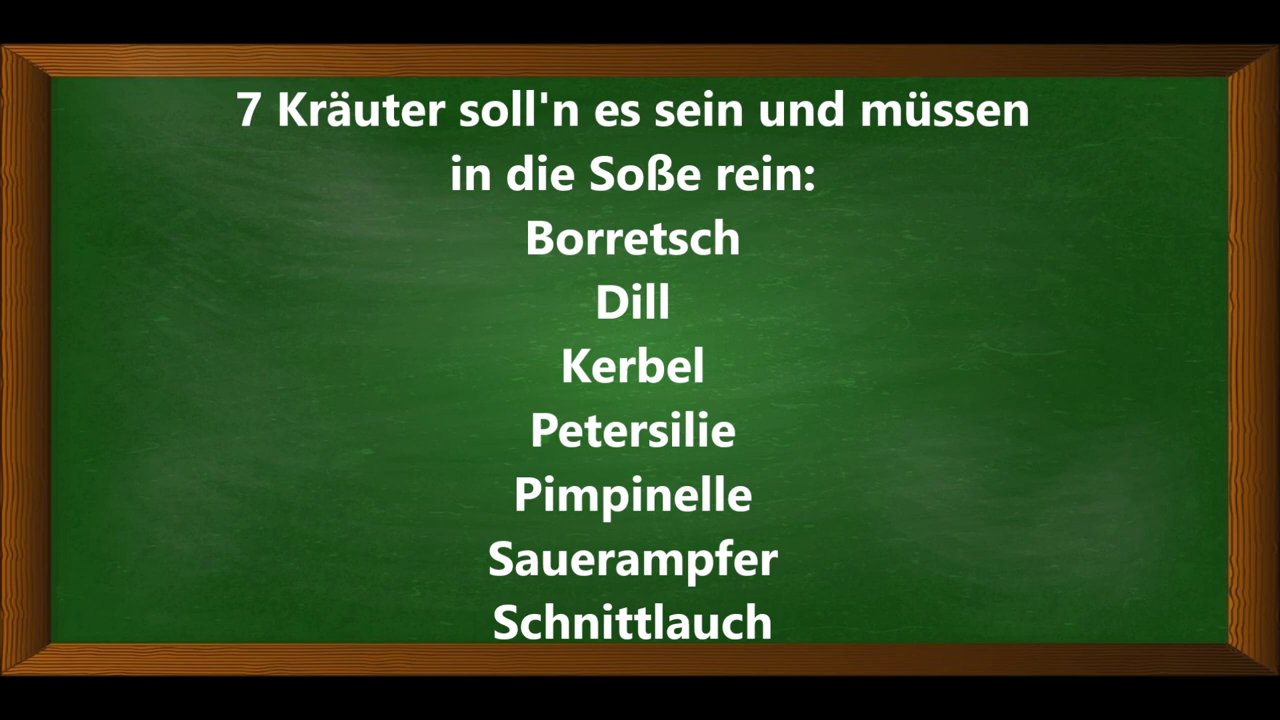 7 Kräuter soll'n es sein und müssen
in die Soße rein:
Borretsch
Dill
Kerbel
Petersilie
Pimpinelle
Sauerampfer
Schnittlauch